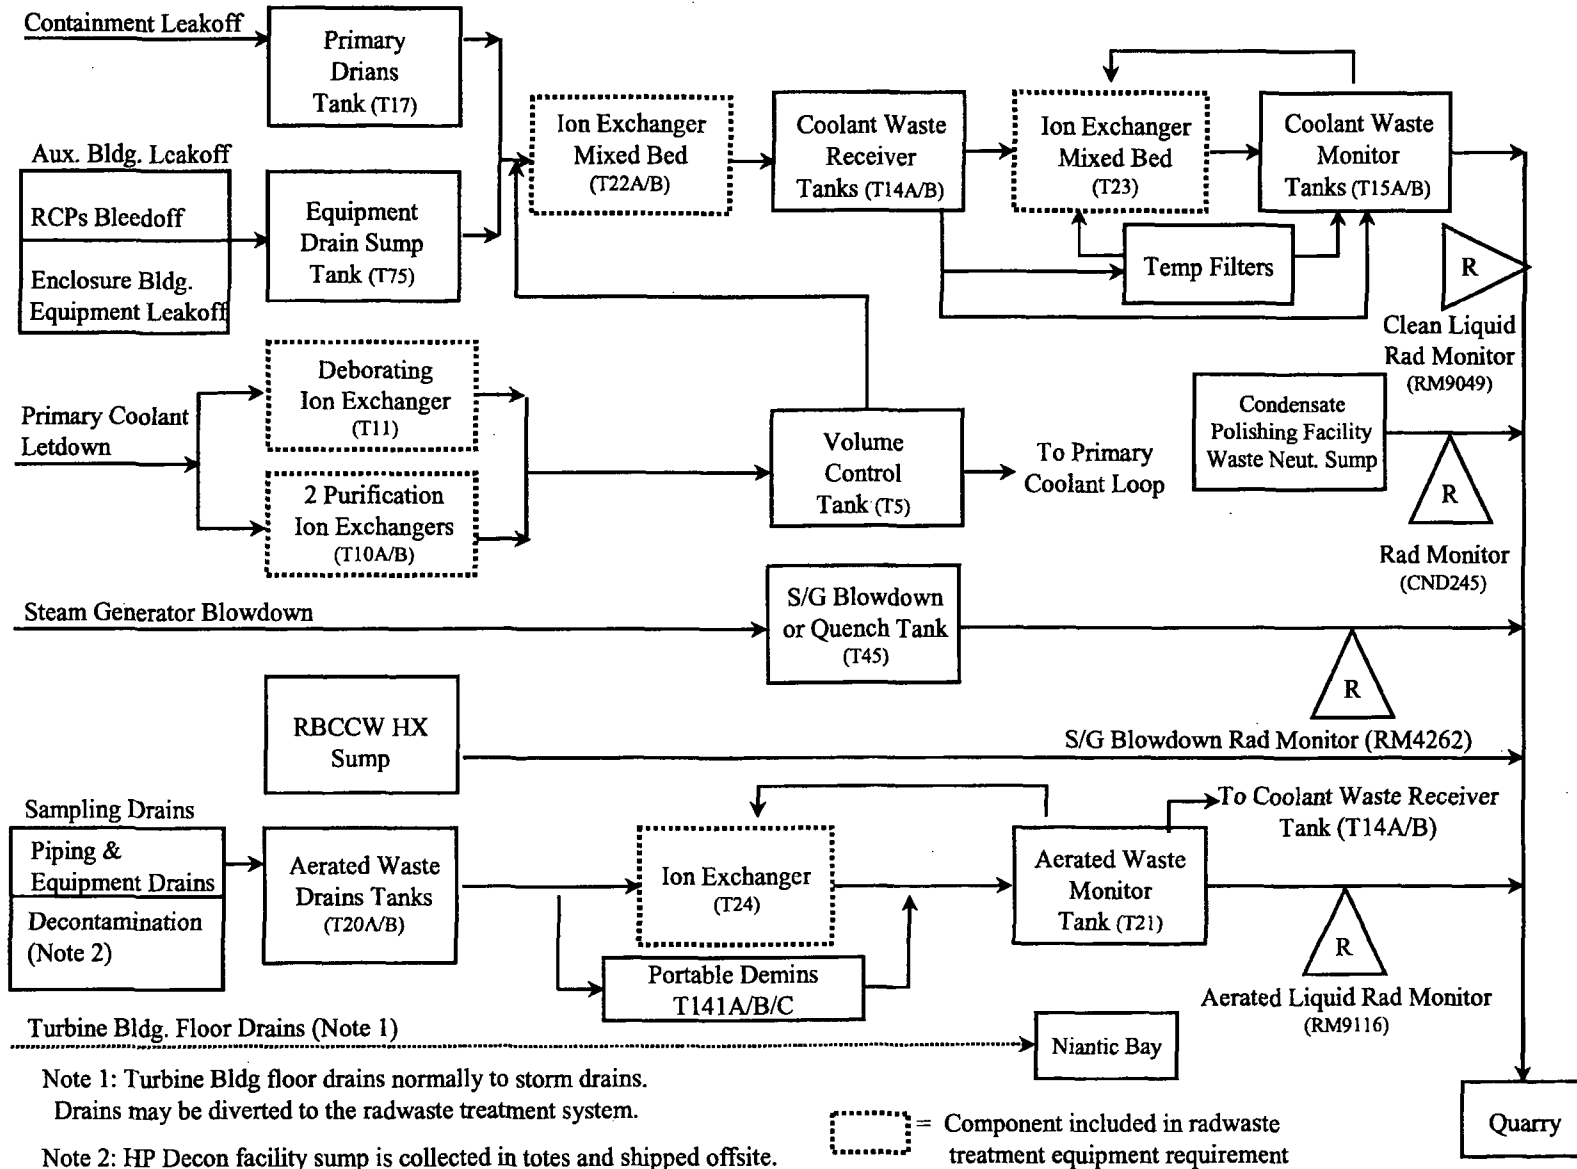 Containment Leakoff
Primary
Drians
Tank (T17)
Aux. Bldg. Leakoff
RCPs Bleedoff
Enclosure Bldg.
Equipment Leakoff
Equipment
Drain Sump
Tank (T75)
Ion Exchanger
Mixed Bed
(T22A/B)
Coolant Waste
Receiver
Tanks (T14A/B)
Ion Exchanger
Mixed Bed
(T23)
Coolant Waste
Monitor
Tanks (T15A/B)
Temp Filters
R
Clean Liquid
Rad Monitor
(RM9049)
Primary Coolant
Letdown
Deborating
Ion Exchanger
(T11)
2 Purification
Ion Exchangers
(T10A/B)
Volume
Control
Tank (T5)
To Primary
Coolant Loop
Condensate
Polishing Facility
Waste Neut. Sump
R
Rad Monitor
(CND245)
Steam Generator Blowdown
S/G Blowdown
or Quench Tank
(T45)
R
S/G Blowdown Rad Monitor (RM4262)
RBCCW HX
Sump
Sampling Drains
Piping &
Equipment Drains
Decontamination
(Note 2)
Aerated Waste
Drains Tanks
(T20A/B)
Ion Exchanger
(T24)
Portable Demins
T141A/B/C
Aerated Waste
Monitor
Tank (T21)
To Coolant Waste Receiver
Tank (T14A/B)
R
Aerated Liquid Rad Monitor
(RM9116)
Turbine Bldg. Floor Drains (Note 1)
Niantic Bay
Quarry
Note 1: Turbine Bldg floor drains normally to storm drains.
Drains may be diverted to the radwaste treatment system.
Note 2: HP Decon facility sump is collected in totes and shipped offsite.
= Component included in radwaste
treatment equipment requirement